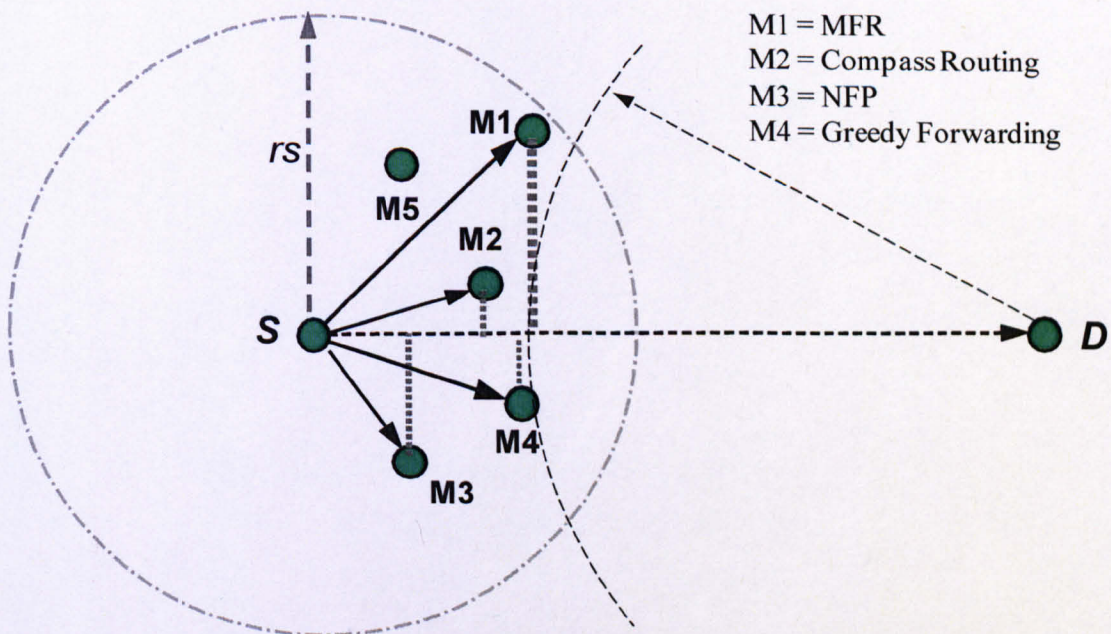 M1 = MFR
M2 = Compass Routing
M3 = NFP
M4 = Greedy Forwarding
rs
M1
M5
M2
S
D
M4
M3